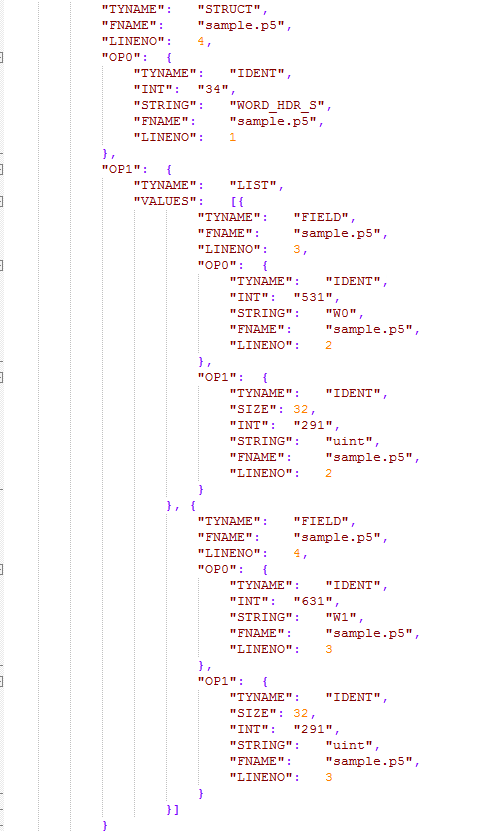 "TYNAME":   "STRUCT",
"FNAME":    "sample.p5",
"LINENO":   4,
"OP0":  {
    "TYNAME":   "IDENT",
    "INT":  "34",
    "STRING":   "WORD_HDR_S",
    "FNAME":    "sample.p5",
    "LINENO":   1
},
"OP1":  {
    "TYNAME":   "LIST",
    "VALUES":   [{
            "TYNAME":   "FIELD",
            "FNAME":    "sample.p5",
            "LINENO":   3,
            "OP0":  {
                "TYNAME":   "IDENT",
                "INT":  "531",
                "STRING":   "W0",
                "FNAME":    "sample.p5",
                "LINENO":   2
            },
            "OP1":  {
                "TYNAME":   "IDENT",
                "SIZE": 32,
                "INT":  "291",
                "STRING":   "uint",
                "FNAME":    "sample.p5",
                "LINENO":   2
            }
        }, {
            "TYNAME":   "FIELD",
            "FNAME":    "sample.p5",
            "LINENO":   4,
            "OP0":  {
                "TYNAME":   "IDENT",
                "INT":  "631",
                "STRING":   "W1",
                "FNAME":    "sample.p5",
                "LINENO":   3
            },
            "OP1":  {
                "TYNAME":   "IDENT",
                "SIZE": 32,
                "INT":  "291",
                "STRING":   "uint",
                "FNAME":    "sample.p5",
                "LINENO":   3
            }
        }]
}